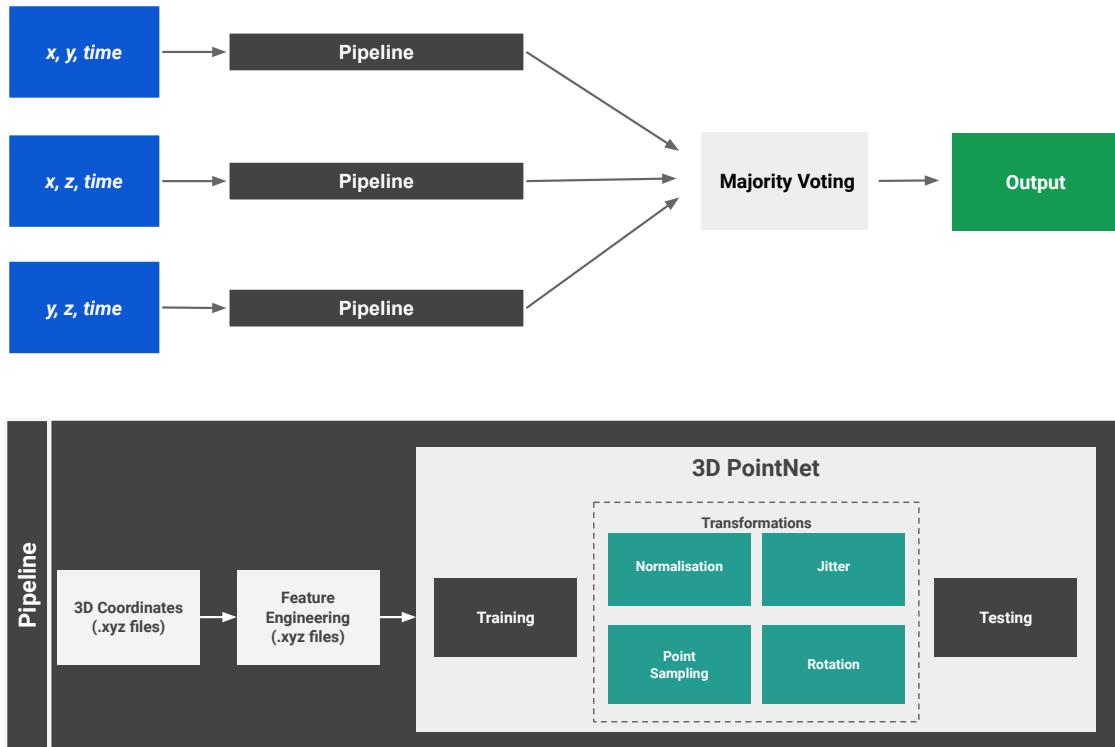 x, y, time
Pipeline
x, z, time
Pipeline
Majority Voting
Output
y, z, time
Pipeline
Pipeline
3D Coordinates
(.xyz files)
Feature
Engineering
(.xyz files)
3D PointNet
Training
Transformations
Normalisation
Jitter
Point
Sampling
Rotation
Testing